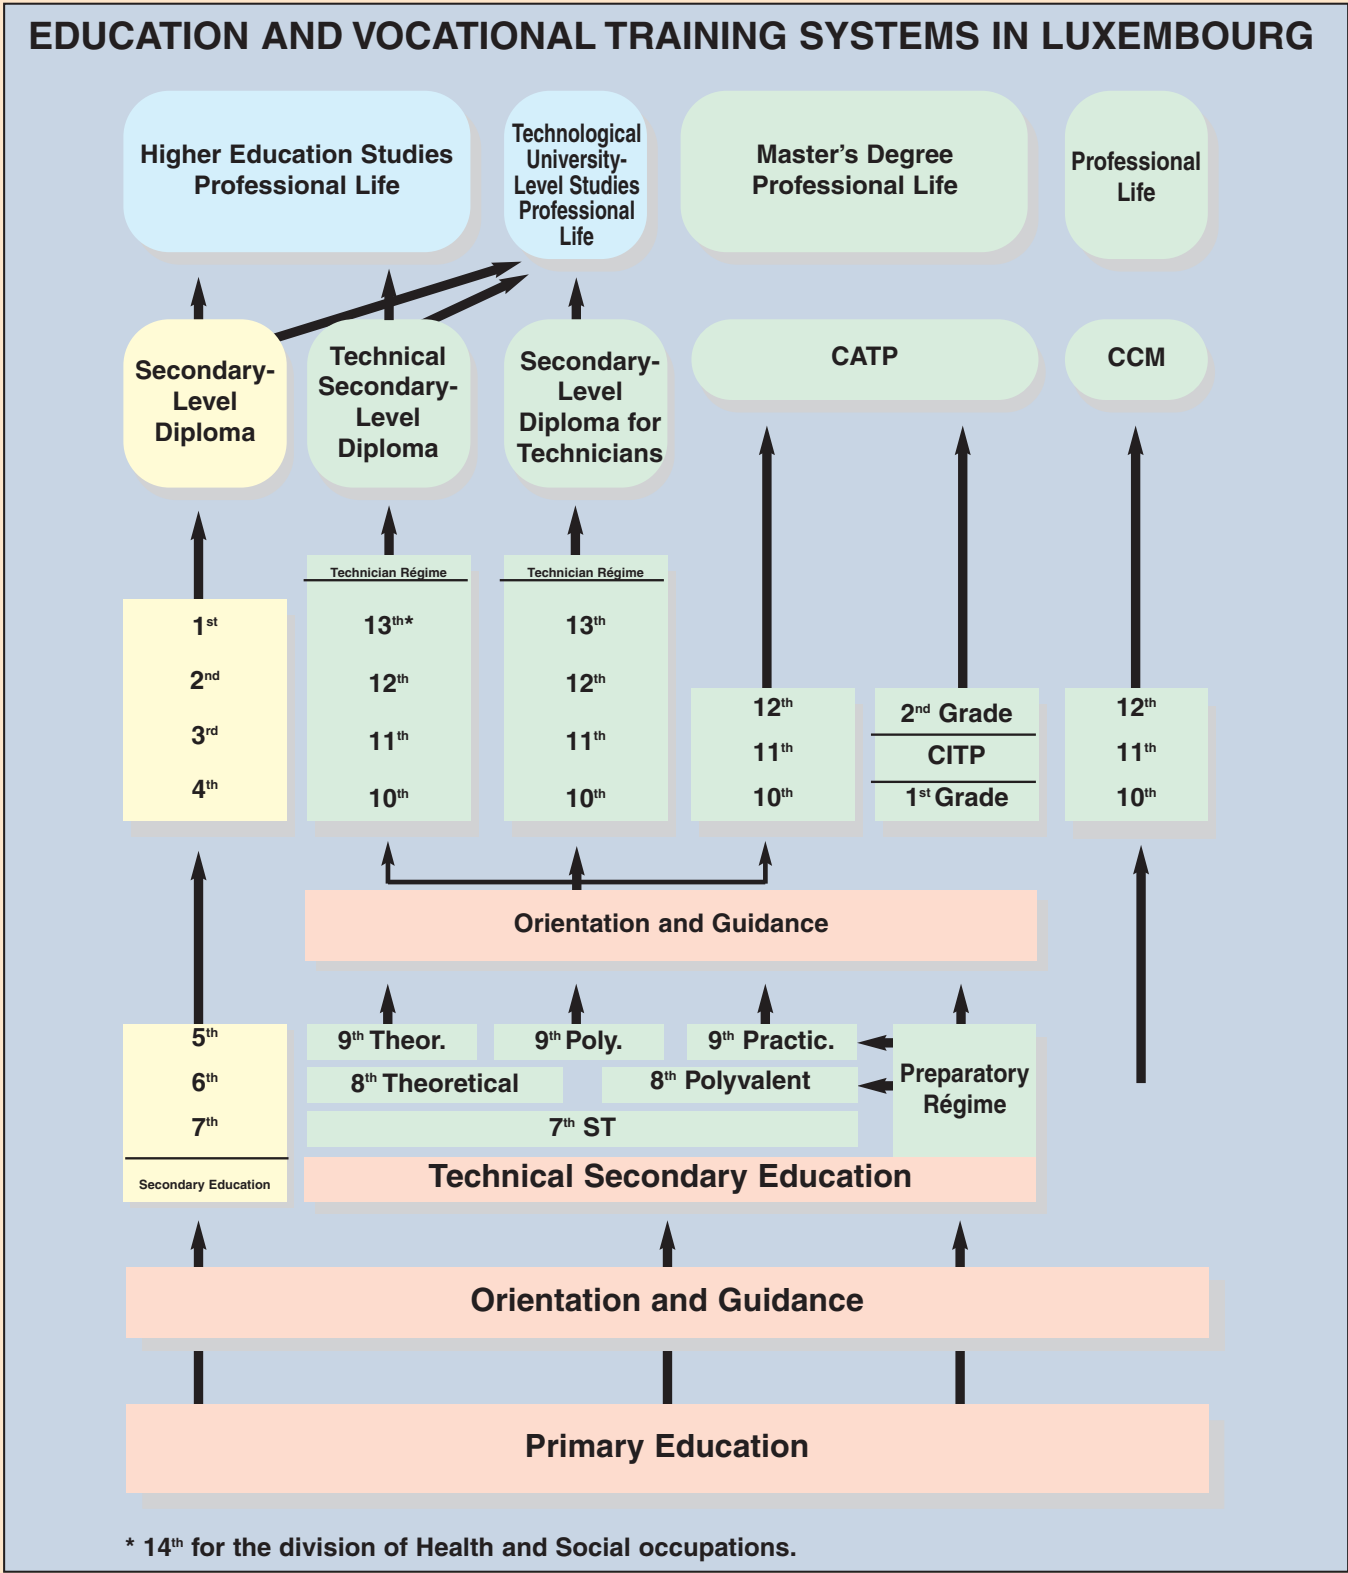 EDUCATION AND VOCATIONAL TRAINING SYSTEMS IN LUXEMBOURG
Higher Education Studies
Professional Life
Technological
University-
Level Studies
Professional
Life
Master's Degree
Professional Life
Professional
Life
Secondary-
Level
Diploma
Technical
Secondary-
Level
Diploma
Secondary-
Level
Diploma for
Technicians
CATP
CCM
1st
2nd
3rd
4th
Technician Régime
13th*
12th
11th
10th
Technician Régime
13th
12th
11th
10th
12th
11th
10th
2nd Grade
CITP
1st Grade
12th
11th
10th
Orientation and Guidance
5th
6th
7th
Secondary Education
9th Theor.
9th Poly.
9th Practic.
8th Theoretical
8th Polyvalent
7th ST
Preparatory
Régime
Technical Secondary Education
Orientation and Guidance
Primary Education
* 14th for the division of Health and Social occupations.